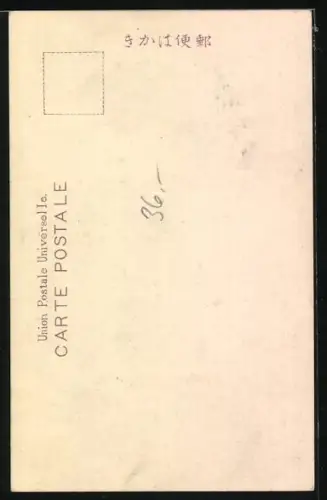 きかは便郵
Union Postale Universelle.
CARTE POSTALE
36,-